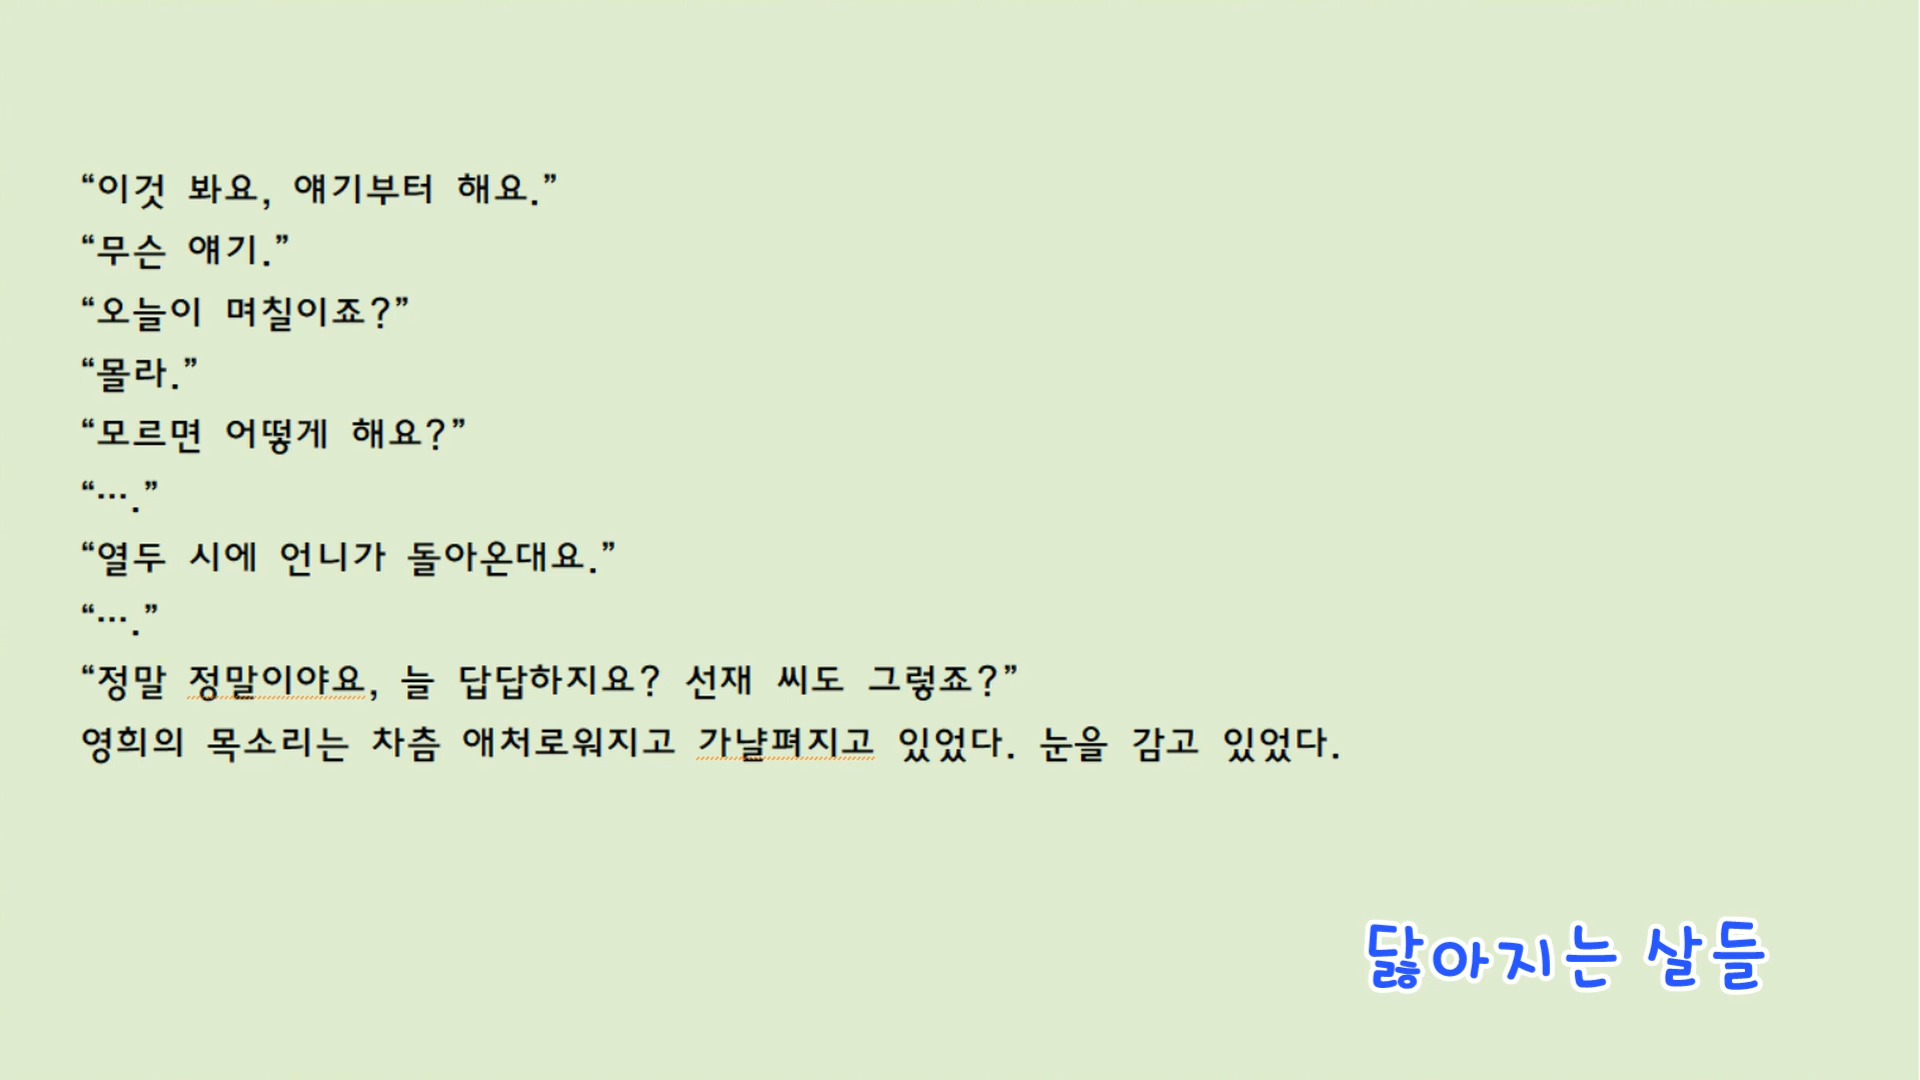 “이것 봐요, 얘기부터 해요.”
“무슨 얘기.”
“오늘이 며칠이죠?”
“몰라.”
“모르면 어떻게 해요?”
“….”
“열두 시에 언니가 돌아온대요.”
“….”
“정말 정말이야요, 늘 답답하지요? 선재 씨도 그렇죠?”
영희의 목소리는 차츰 애처로워지고 가냘펴지고 있었다. 눈을 감고 있었다.
닳아지는 살들